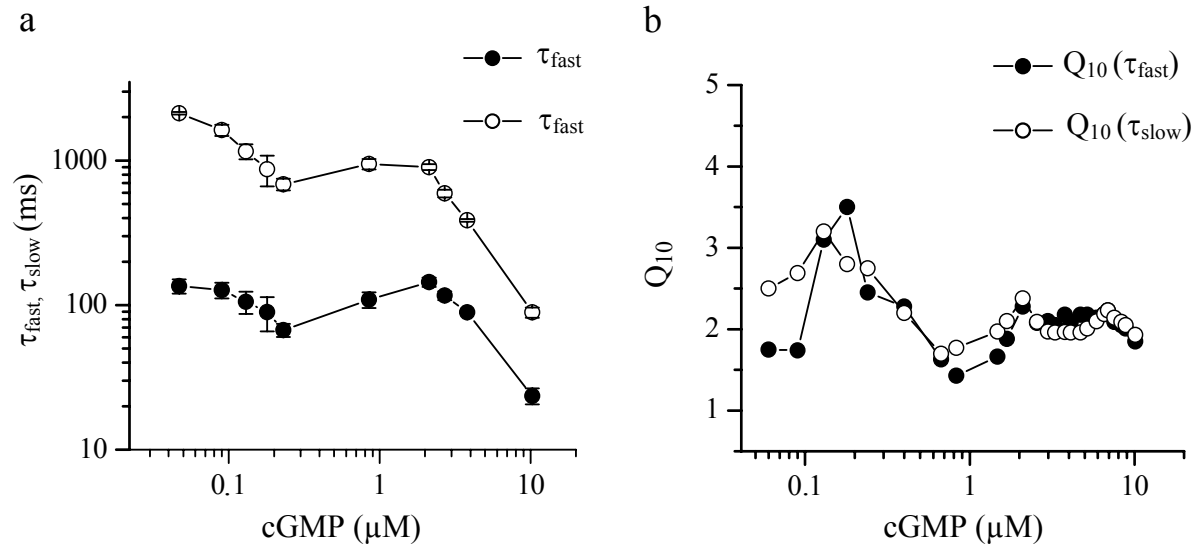 a
τfast
τfast
τfast, τslow (ms)
1000
100
10
0.1 1 10
cGMP (µM)
b
Q10 (τfast)
Q10 (τslow)
Q10
5
4
3
2
1
0.1 1 10
cGMP (µM)